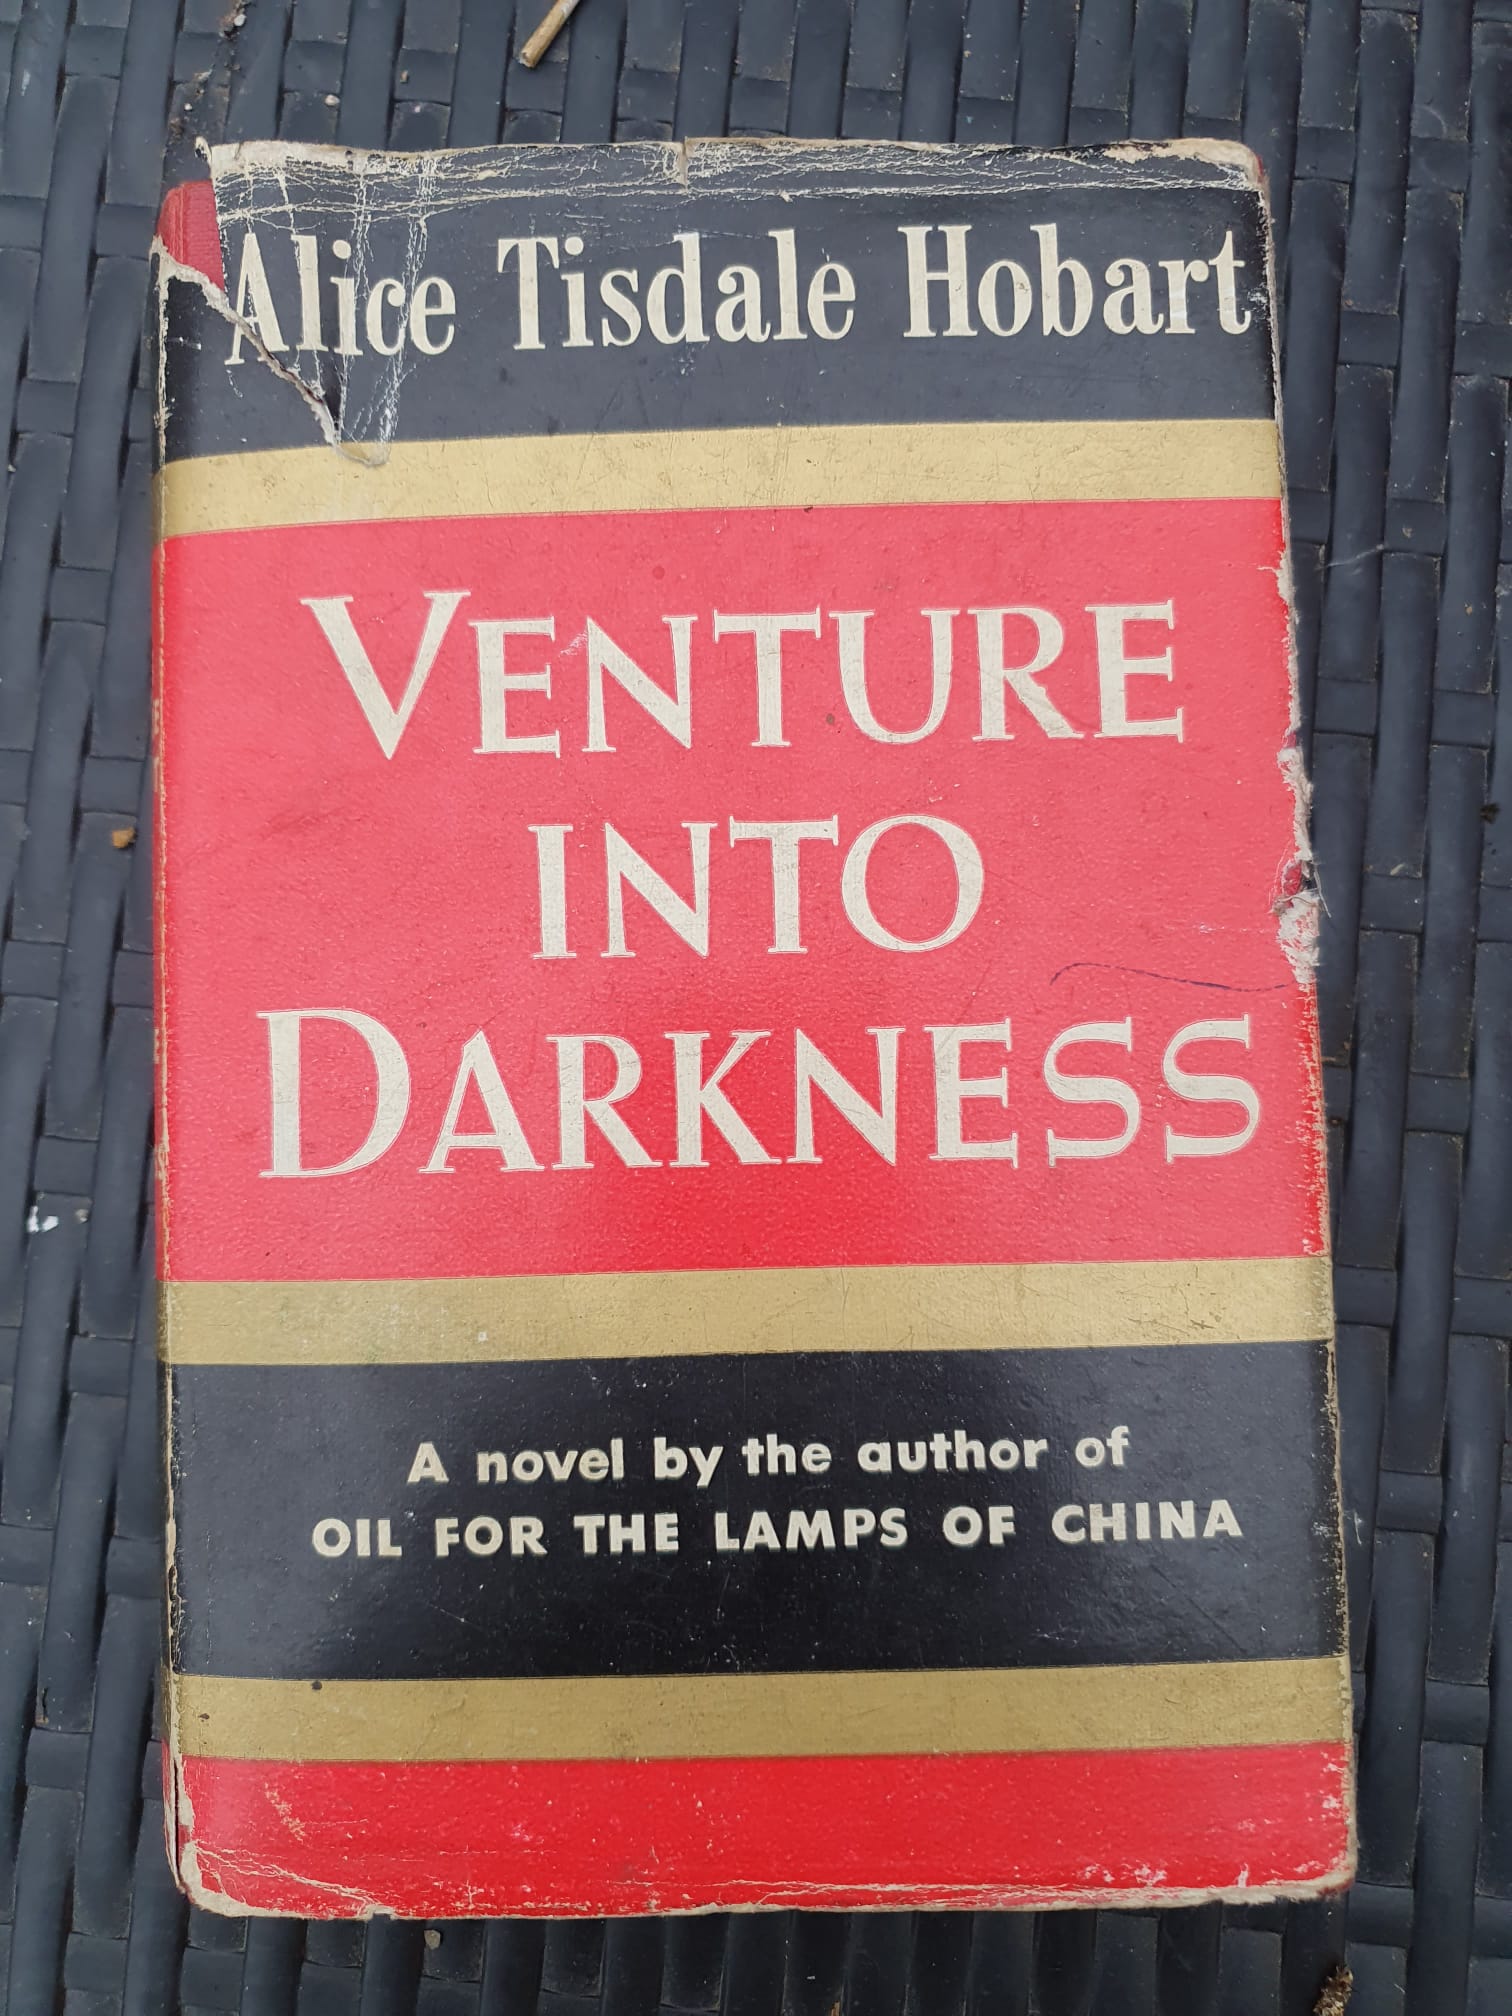 Alice Tisdale Hobart
VENTURE
INTO
DARKNESS
A novel by the author of
OIL FOR THE LAMPS OF CHINA